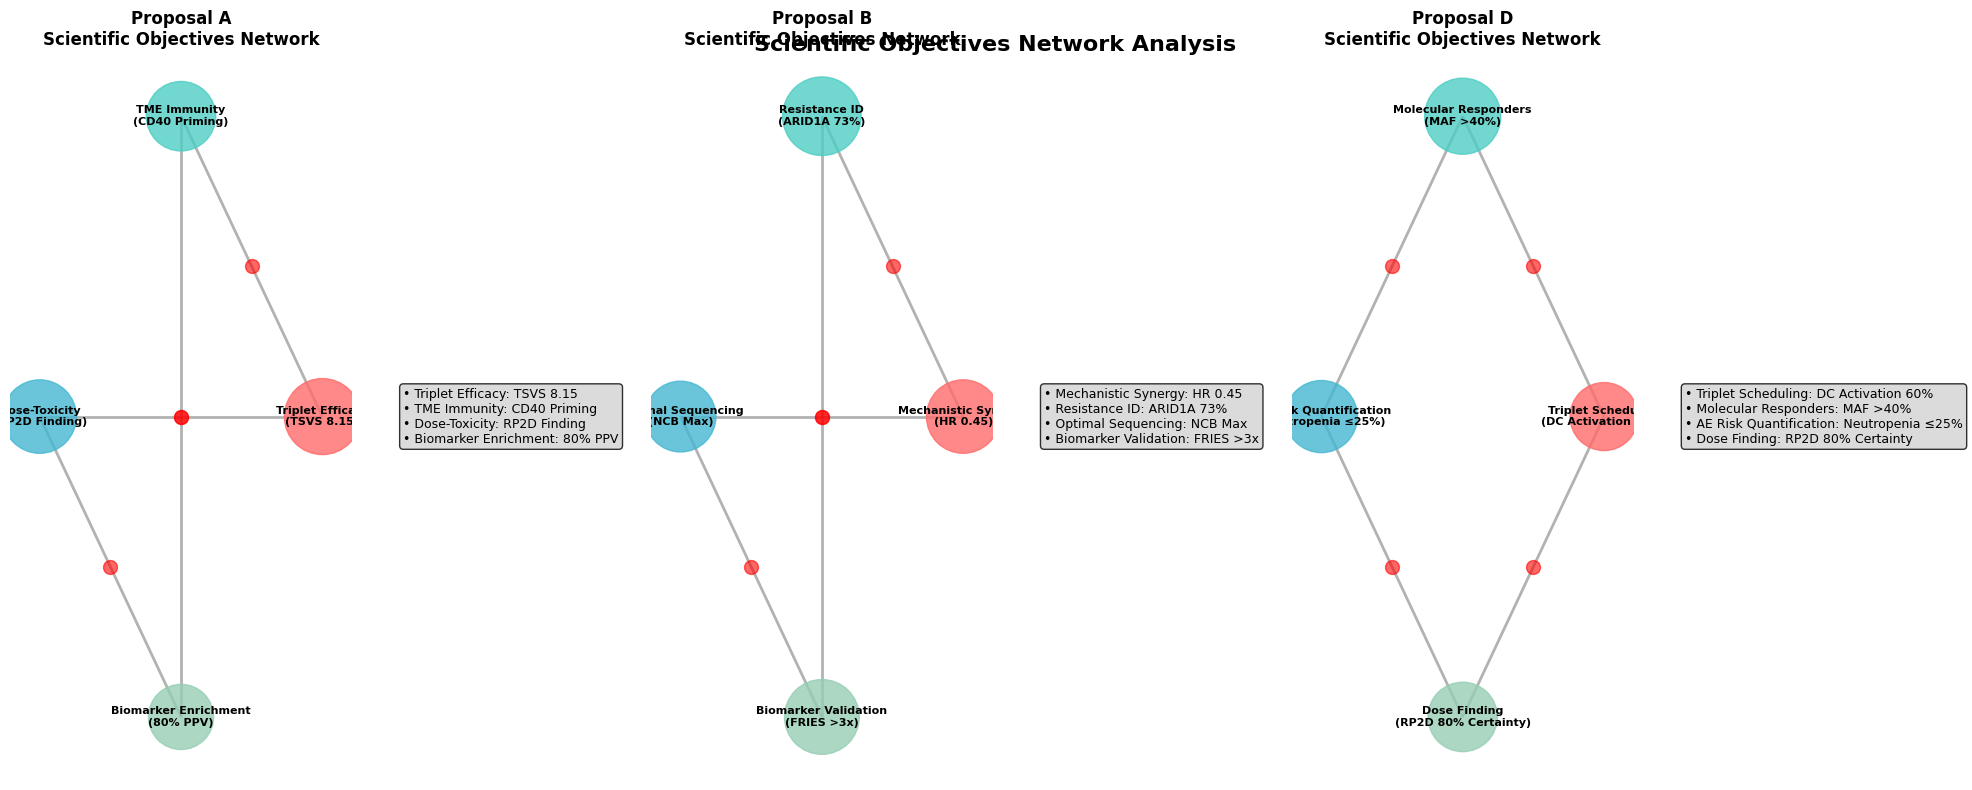 Scientific Objectives Network Analysis
Proposal A
Scientific Objectives Network
TME Immunity
(CD40 Priming)
ose-Toxicity
P2D Finding)
Triplet Effica
(TSVS 8.15
Biomarker Enrichment
(80% PPV)
• Triplet Efficacy: TSVS 8.15
• TME Immunity: CD40 Priming
• Dose-Toxicity: RP2D Finding
• Biomarker Enrichment: 80% PPV
Proposal B
Scientific Objectives Network
Resistance ID
(ARID1A 73%)
nal Sequencing
(NCB Max)
Mechanistic Syn
(HR 0.45)
Biomarker Validation
(FRIES >3x)
• Mechanistic Synergy: HR 0.45
• Resistance ID: ARID1A 73%
• Optimal Sequencing: NCB Max
• Biomarker Validation: FRIES >3x
Proposal D
Scientific Objectives Network
Molecular Responders
(MAF >40%)
k Quantification
tropenia ≤25%)
Triplet Schedu
(DC Activation
Dose Finding
(RP2D 80% Certainty)
• Triplet Scheduling: DC Activation 60%
• Molecular Responders: MAF >40%
• AE Risk Quantification: Neutropenia ≤25%
• Dose Finding: RP2D 80% Certainty